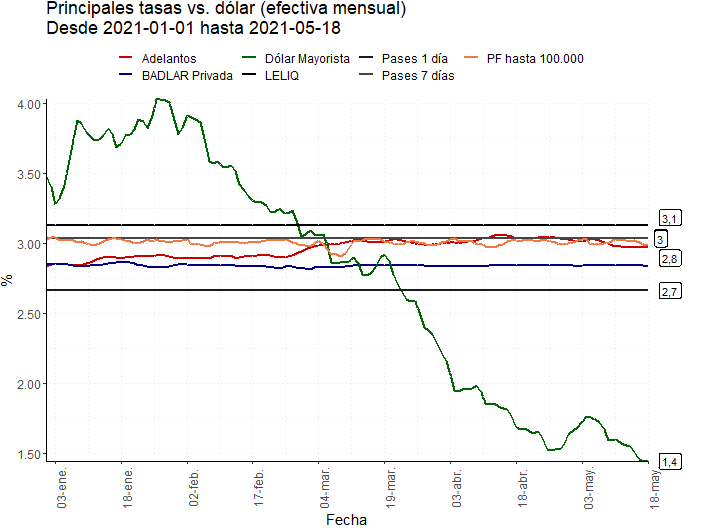 Principales tasas vs. dólar (efectiva mensual)
Desde 2021-01-01 hasta 2021-05-18
Adelantos
Dólar Mayorista
Pases 1 día
PF hasta 100.000
BADLAR Privada
LELIQ
Pases 7 días
4.00
3.50
3.00
2.50
2.00
1.50
%
3,1
3
2,8
2,7
1,4
03-ene.
18-ene.
02-feb.
17-feb.
04-mar.
19-mar.
03-abr.
18-abr.
03-may.
18-may
Fecha